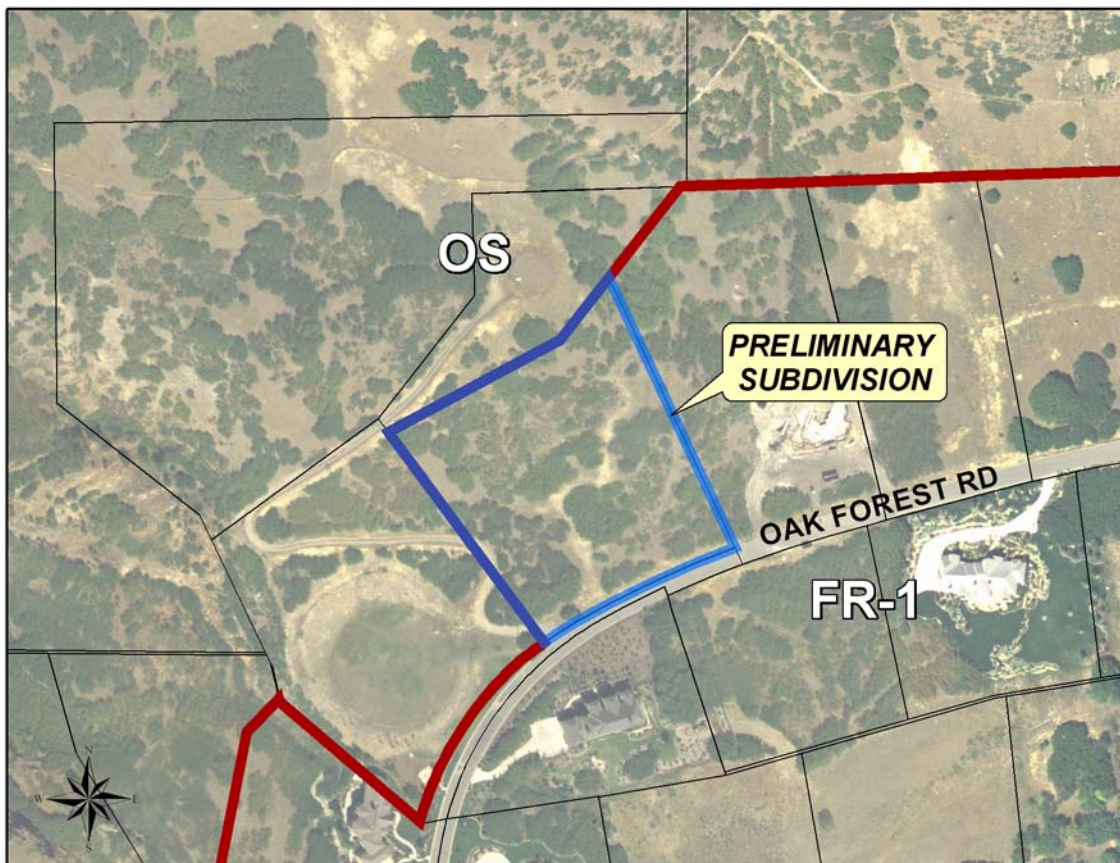 OS
PRELIMINARY
SUBDIVISION
OAK FOREST RD
FR-1
N
W E
S